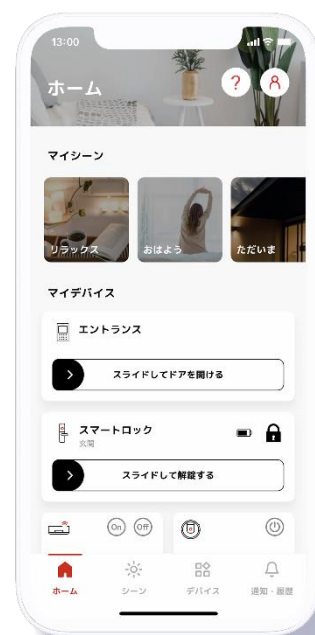 13:00
ホーム
?
マイシーン
リラックス
おはよう
ただいま
マイデバイス
エントランス
スライドしてドアを開ける
スマートロック
玄関
スライドして解錠する
On Off
ホーム
シーン
デバイス
通知・履歴